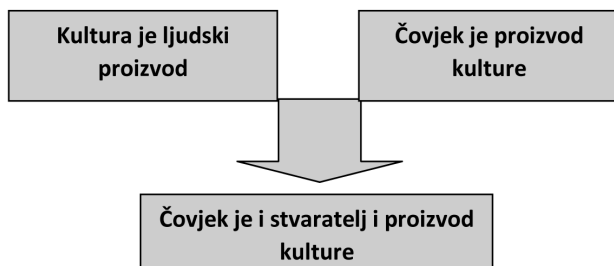 Kultura je ljudski
proizvod
Čovjek je proizvod
kulture
Čovjek je i stvaratelj i proizvod
kulture